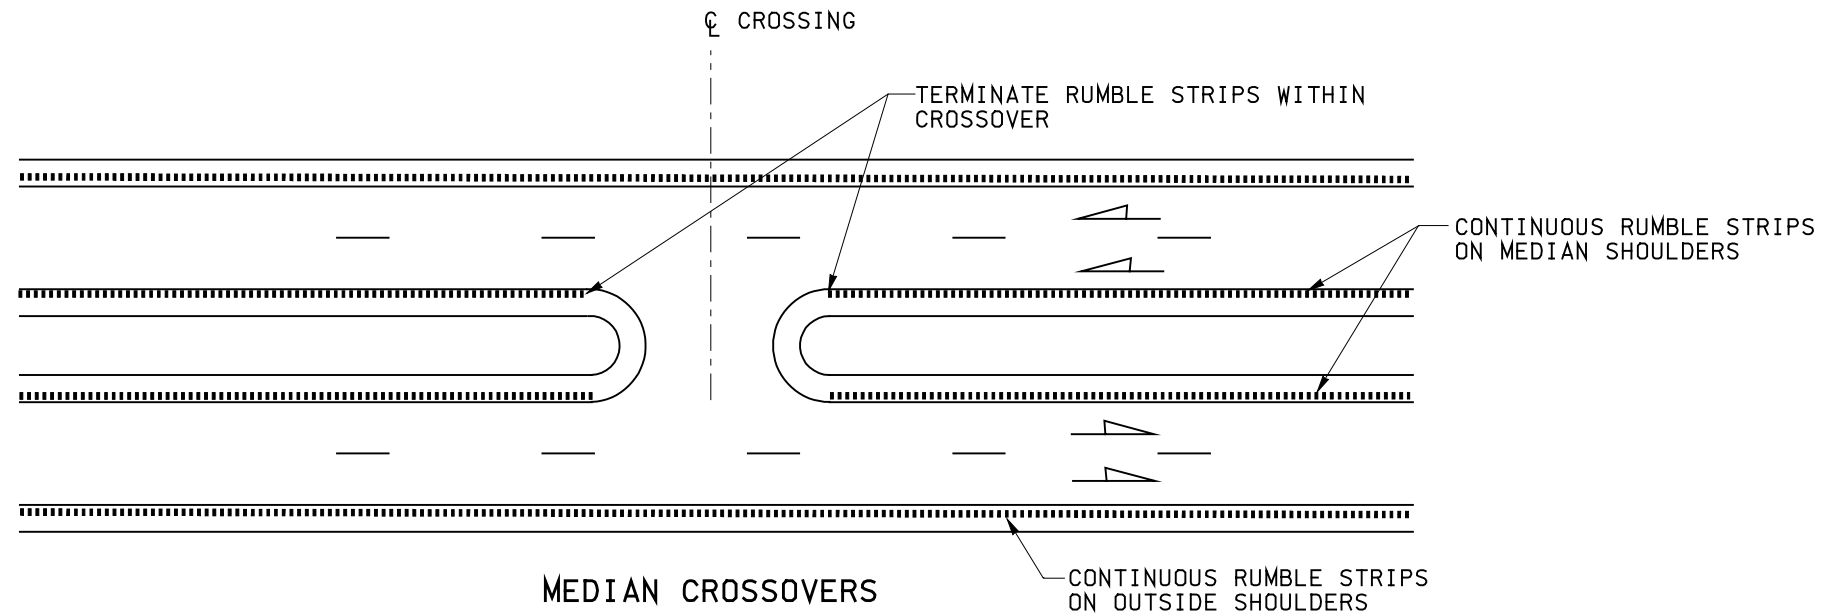 ℄ CROSSING
TERMINATE RUMBLE STRIPS WITHIN
CROSSOVER
CONTINUOUS RUMBLE STRIPS
ON MEDIAN SHOULDERS
CONTINUOUS RUMBLE STRIPS
ON OUTSIDE SHOULDERS
MEDIAN CROSSOVERS